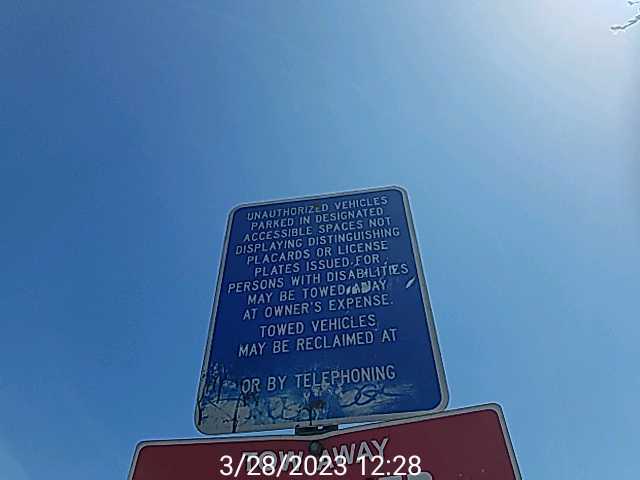 UNAUTHORIZED VEHICLES
PARKED IN DESIGNATED
ACCESSIBLE SPACES NOT
DISPLAYING DISTINGUISHING
PLACARDS OR LICENSE
PLATES ISSUED FOR
PERSONS WITH DISABILITIES
MAY BE TOWED AWAY
AT OWNER'S EXPENSE.
TOWED VEHICLES
MAY BE RECLAIMED AT
OR BY TELEPHONING
TOW AWAY
3/28/2023 12:28